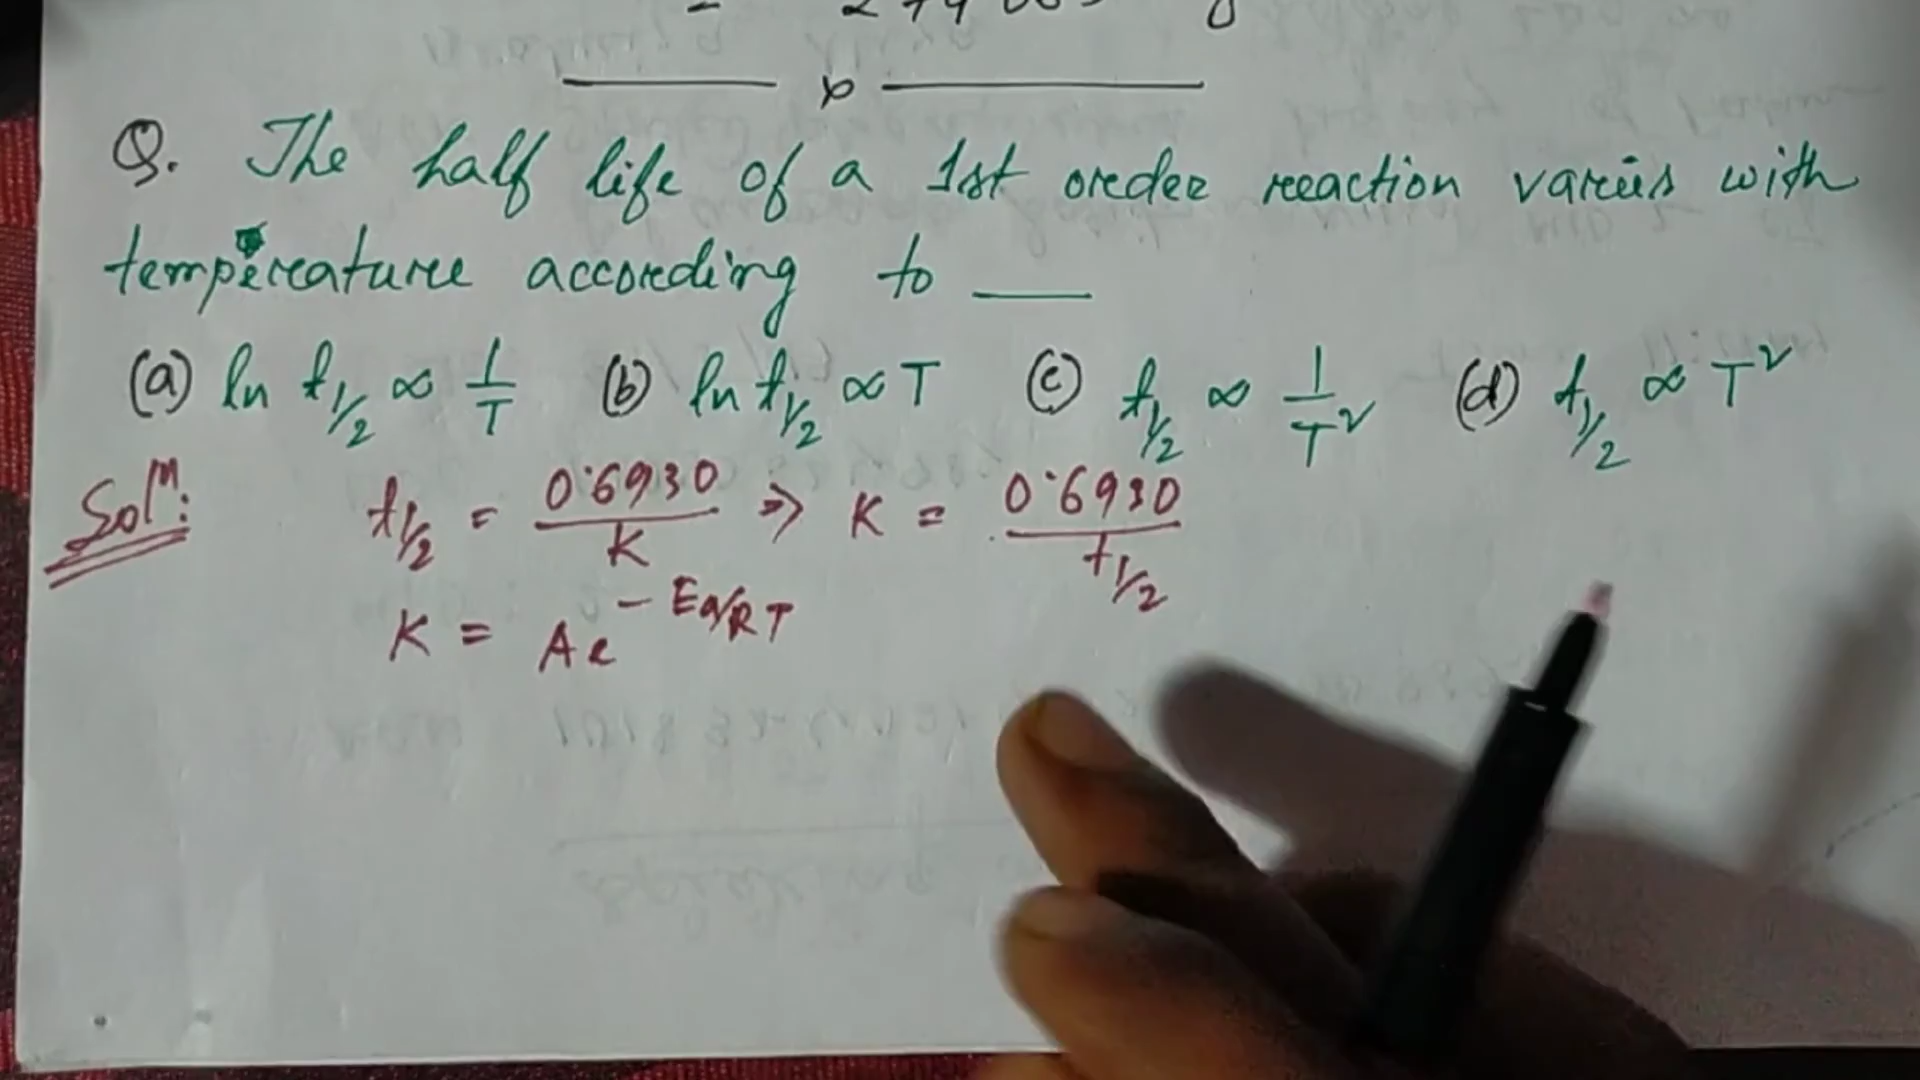 Q. The half life of a 1st order reaction varies with
temperature according to ___
(a) ln t1/2 ∝ 1/T (b) ln t1/2 ∝ T (c) t1/2 ∝ 1/T² (d) t1/2 ∝ T²
Solⁿ: t1/2 = 0.6930/K ⇒ K = 0.6930/t1/2
K = Ae^-Ea/RT